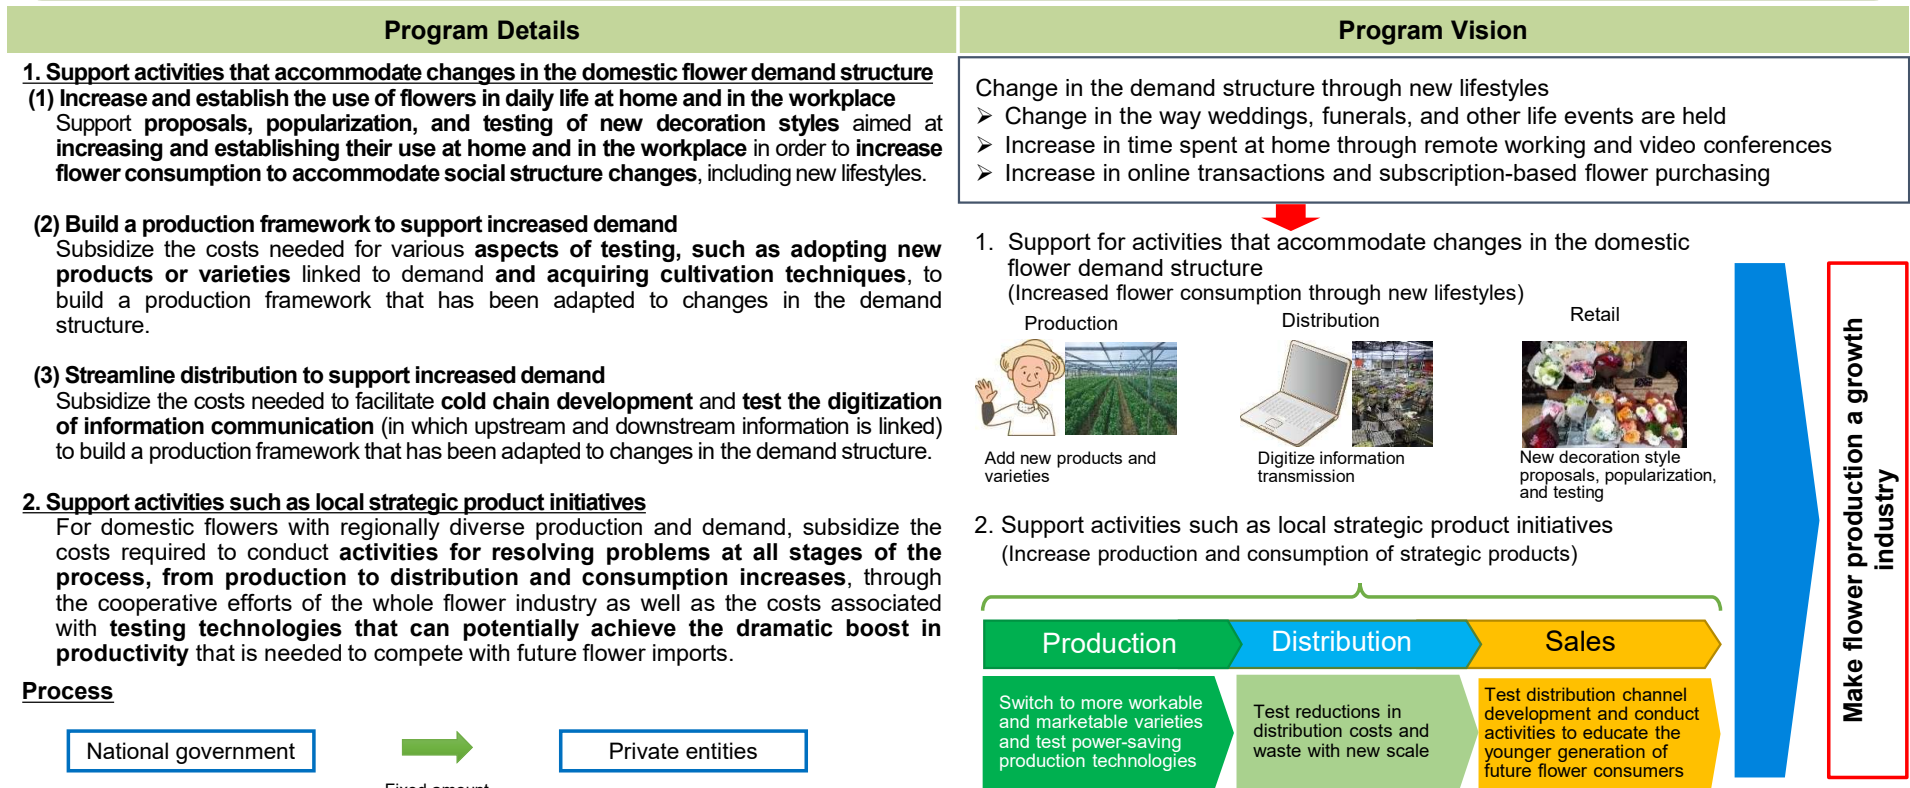 Program Details
1. Support activities that accommodate changes in the domestic flower demand structure
(1) Increase and establish the use of flowers in daily life at home and in the workplace
Support proposals, popularization, and testing of new decoration styles aimed at
increasing and establishing their use at home and in the workplace in order to increase
flower consumption to accommodate social structure changes, including new lifestyles.
(2) Build a production framework to support increased demand
Subsidize the costs needed for various aspects of testing, such as adopting new
products or varieties linked to demand and acquiring cultivation techniques, to
build a production framework that has been adapted to changes in the demand
structure.
(3) Streamline distribution to support increased demand
Subsidize the costs needed to facilitate cold chain development and test the digitization
of information communication (in which upstream and downstream information is linked)
to build a production framework that has been adapted to changes in the demand structure.
2. Support activities such as local strategic product initiatives
For domestic flowers with regionally diverse production and demand, subsidize the
costs required to conduct activities for resolving problems at all stages of the
process, from production to distribution and consumption increases, through
the cooperative efforts of the whole flower industry as well as the costs associated
with testing technologies that can potentially achieve the dramatic boost in
productivity that is needed to compete with future flower imports.
Process
National government
Fixed amount
Private entities
Program Vision
Change in the demand structure through new lifestyles
➢ Change in the way weddings, funerals, and other life events are held
➢ Increase in time spent at home through remote working and video conferences
➢ Increase in online transactions and subscription-based flower purchasing
1. Support for activities that accommodate changes in the domestic
flower demand structure
(Increased flower consumption through new lifestyles)
Production
Add new products and
varieties
Distribution
Digitize information
transmission
Retail
New decoration style
proposals, popularization,
and testing
2. Support activities such as local strategic product initiatives
(Increase production and consumption of strategic products)
Production
Distribution
Sales
Switch to more workable
and marketable varieties
and test power-saving
production technologies
Test reductions in
distribution costs and
waste with new scale
Test distribution channel
development and conduct
activities to educate the
younger generation of
future flower consumers
Make flower production a growth
industry